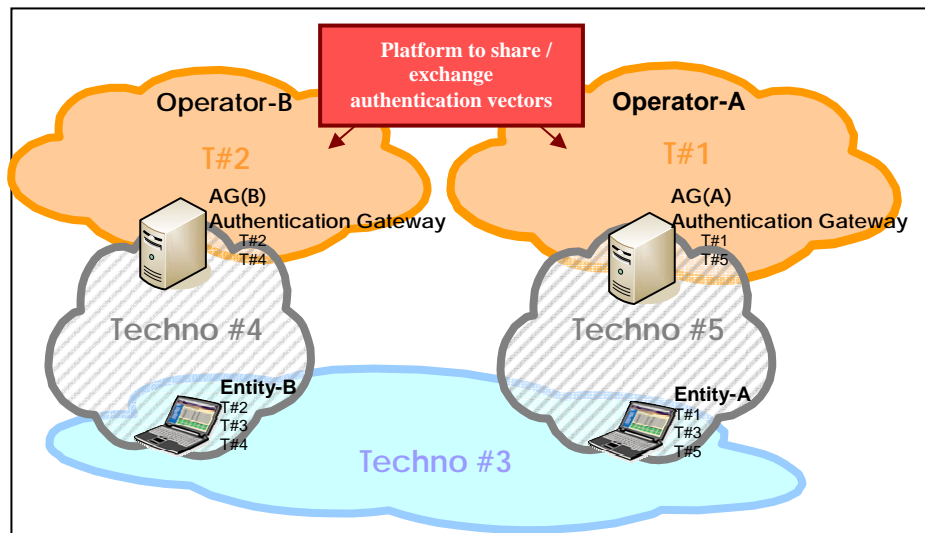 Platform to share /
exchange
authentication vectors
Operator-B
Operator-A
T#2
T#1
AG(B)
Authentication Gateway
T#2
T#4
AG(A)
Authentication Gateway
T#1
T#5
Techno #4
Techno #5
Entity-B
T#2
T#3
T#4
Entity-A
T#1
T#3
T#5
Techno #3